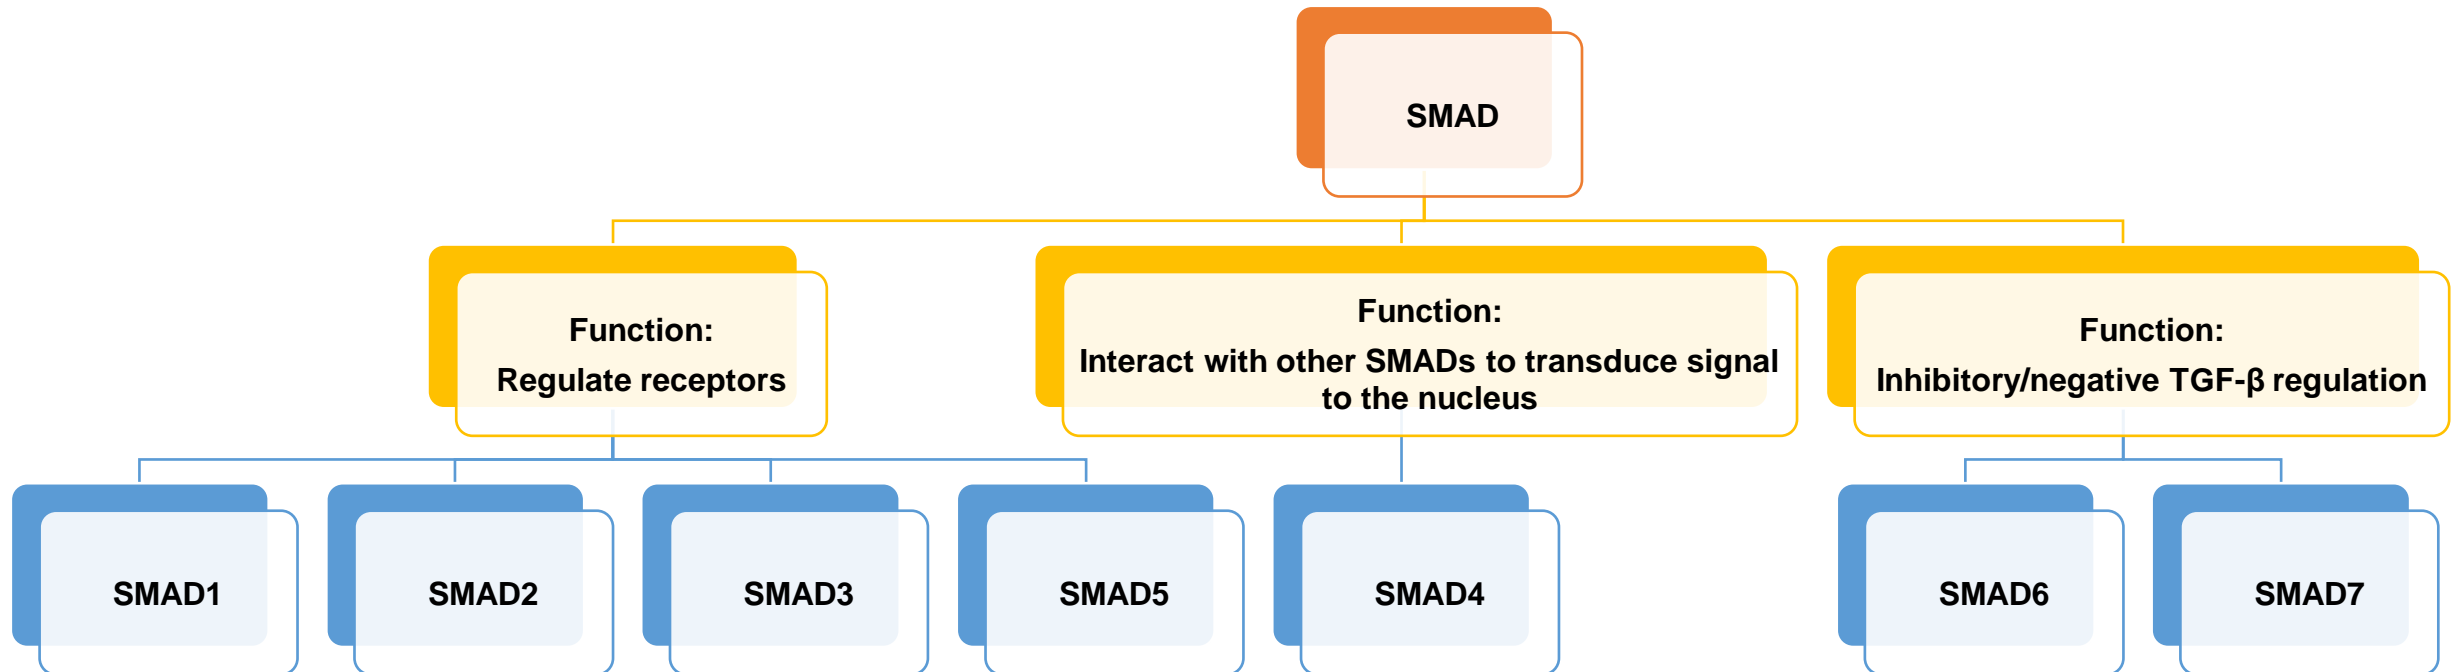 SMAD
Function:
Regulate receptors
Function:
Interact with other SMADs to transduce signal
to the nucleus
Function:
Inhibitory/negative TGF-β regulation
SMAD1
SMAD2
SMAD3
SMAD5
SMAD4
SMAD6
SMAD7